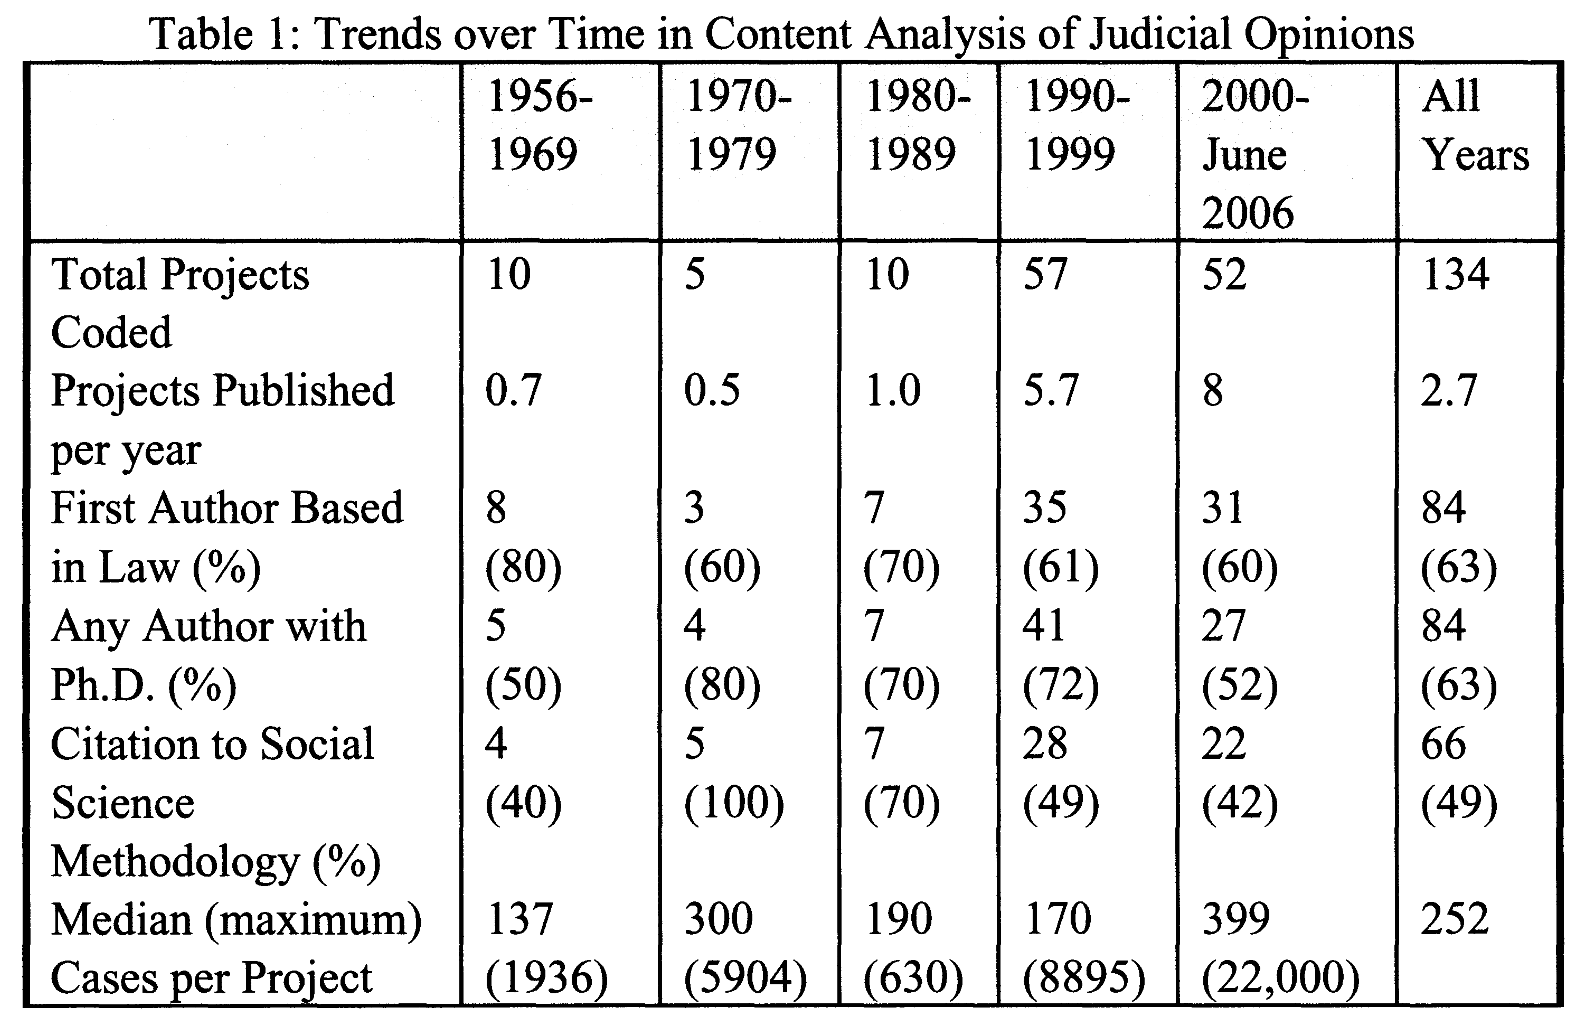 Table 1: Trends over Time in Content Analysis of Judicial Opinions
1956- 1970- 1980- 1990- 2000- All
1969 1979 1989 1999 June Years
2006
Total Projects 10 5 10 57 52 134
Coded
Projects Published 0.7 0.5 1.0 5.7 8 2.7
per year
First Author Based 8 3 7 35 31 84
in Law (%) (80) (60) (70) (61) (60) (63)
Any Author with 5 4 7 41 27 84
Ph.D. (%) (50) (80) (70) (72) (52) (63)
Citation to Social 4 5 7 28 22 66
Science (40) (100) (70) (49) (42) (49)
Methodology (%)
Median (maximum) 137 300 190 170 399 252
Cases per Project (1936) (5904) (630) (8895) (22,000)